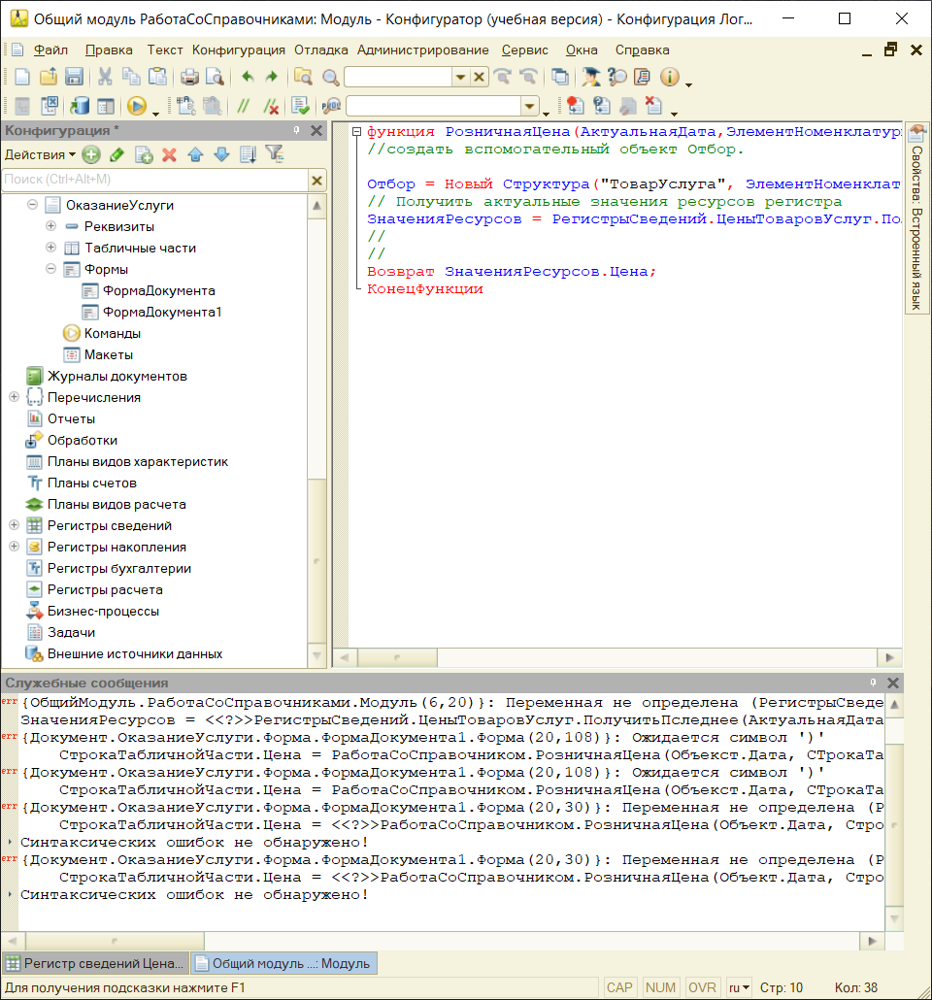 Общий модуль РаботаСоСправочниками: Модуль - Конфигуратор (учебная версия) - Конфигурация Лог...
Файл Правка Текст Конфигурация Отладка Администрирование Сервис Окна Справка
Конфигурация *
Действия
Поиск (Ctrl+Alt+M)
ОказаниеУслуги
Реквизиты
Табличные части
Формы
ФормаДокумента
ФормаДокумента1
Команды
Макеты
Журналы документов
Перечисления
Отчеты
Обработки
Планы видов характеристик
Планы счетов
Планы видов расчета
Регистры сведений
Регистры накопления
Регистры бухгалтерии
Регистры расчета
Бизнес-процессы
Задачи
Внешние источники данных
функция РозничнаяЦена(АктуальнаяДата,ЭлементНоменклатур
//создать вспомогательный объект Отбор.
Отбор = Новый Структура("ТоварУслуга", ЭлементНоменклат
// Получить актуальные значения ресурсов регистра
ЗначенияРесурсов = РегистрыСведений.ЦеныТоваровУслуг.По
//
//
Возврат ЗначенияРесурсов.Цена;
КонецФункции
Свойства: Встроенный язык
Служебные сообщения
err {ОбщийМодуль.РаботаСоСправочниками.Модуль(6,20)}: Переменная не определена (РегистрыСведе
ЗначенияРесурсов = <<?>>РегистрыСведений.ЦеныТоваровУслуг.ПолучитьПследнее(АктуальнаяДата
err {Документ.ОказаниеУслуги.Форма.ФормаДокумента1.Форма(20,108)}: Ожидается символ ')'
СтрокаТабличнойЧасти.Цена = РаботаСоСправочником.РозничнаяЦена(Объекст.Дата, СТрокаТа
err {Документ.ОказаниеУслуги.Форма.ФормаДокумента1.Форма(20,108)}: Ожидается символ ')'
СтрокаТабличнойЧасти.Цена = РаботаСоСправочником.РозничнаяЦена(Объекст.Дата, СтрокаТа
err {Документ.ОказаниеУслуги.Форма.ФормаДокумента1.Форма(20,30)}: Переменная не определена (Р
СтрокаТабличнойЧасти.Цена = <<?>>РаботаСоСправочником.РозничнаяЦена(Объект.Дата, Стро
Синтаксических ошибок не обнаружено!
err {Документ.ОказаниеУслуги.Форма.ФормаДокумента1.Форма(20,30)}: Переменная не определена (Р
СтрокаТабличнойЧасти.Цена = <<?>>РаботаСоСправочником.РозничнаяЦена(Объект.Дата, Стро
Синтаксических ошибок не обнаружено!
Регистр сведений Цена... Общий модуль ...: Модуль
Для получения подсказки нажмите F1 CAP NUM OVR ru Стр: 10 Кол: 38